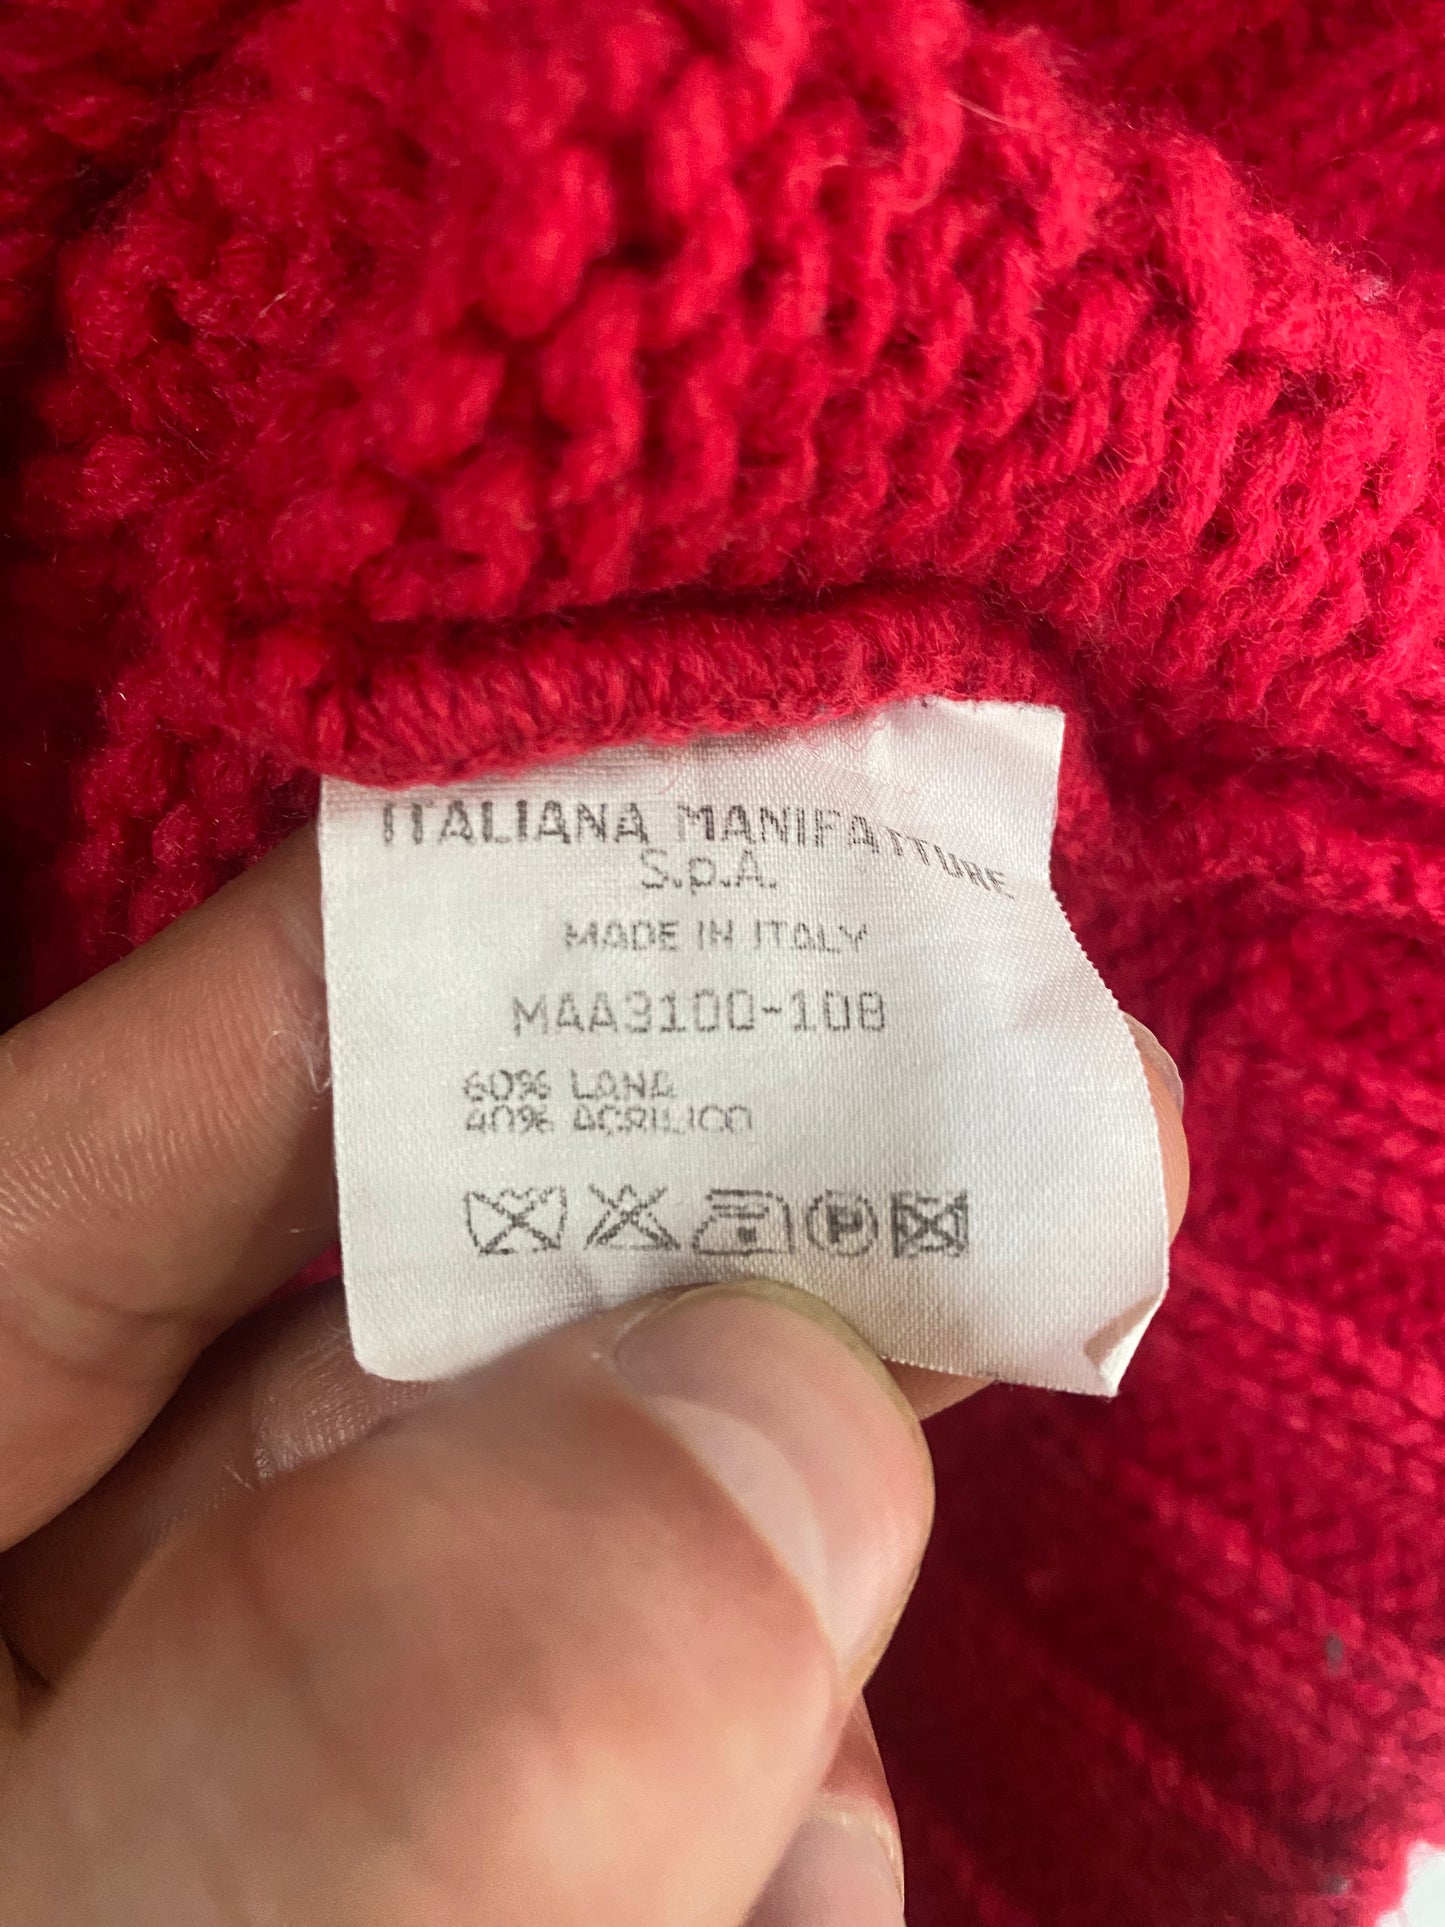 ITALIANA MANIFATTURE
S.p.A.
MADE IN ITALY
MAA3100-108
60% LANA
40% ACRILICO
P